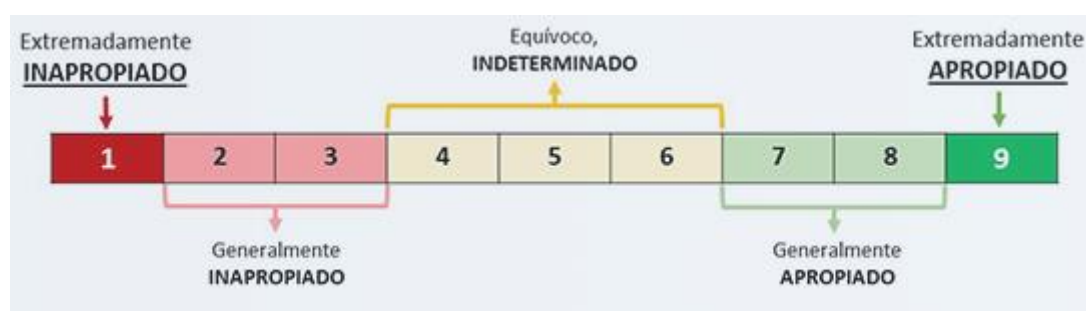 Extremadamente
INAPROPIADO
Equívoco,
INDETERMINADO
Extremadamente
APROPIADO
1 2 3 4 5 6 7 8 9
Generalmente
INAPROPIADO
Generalmente
APROPIADO